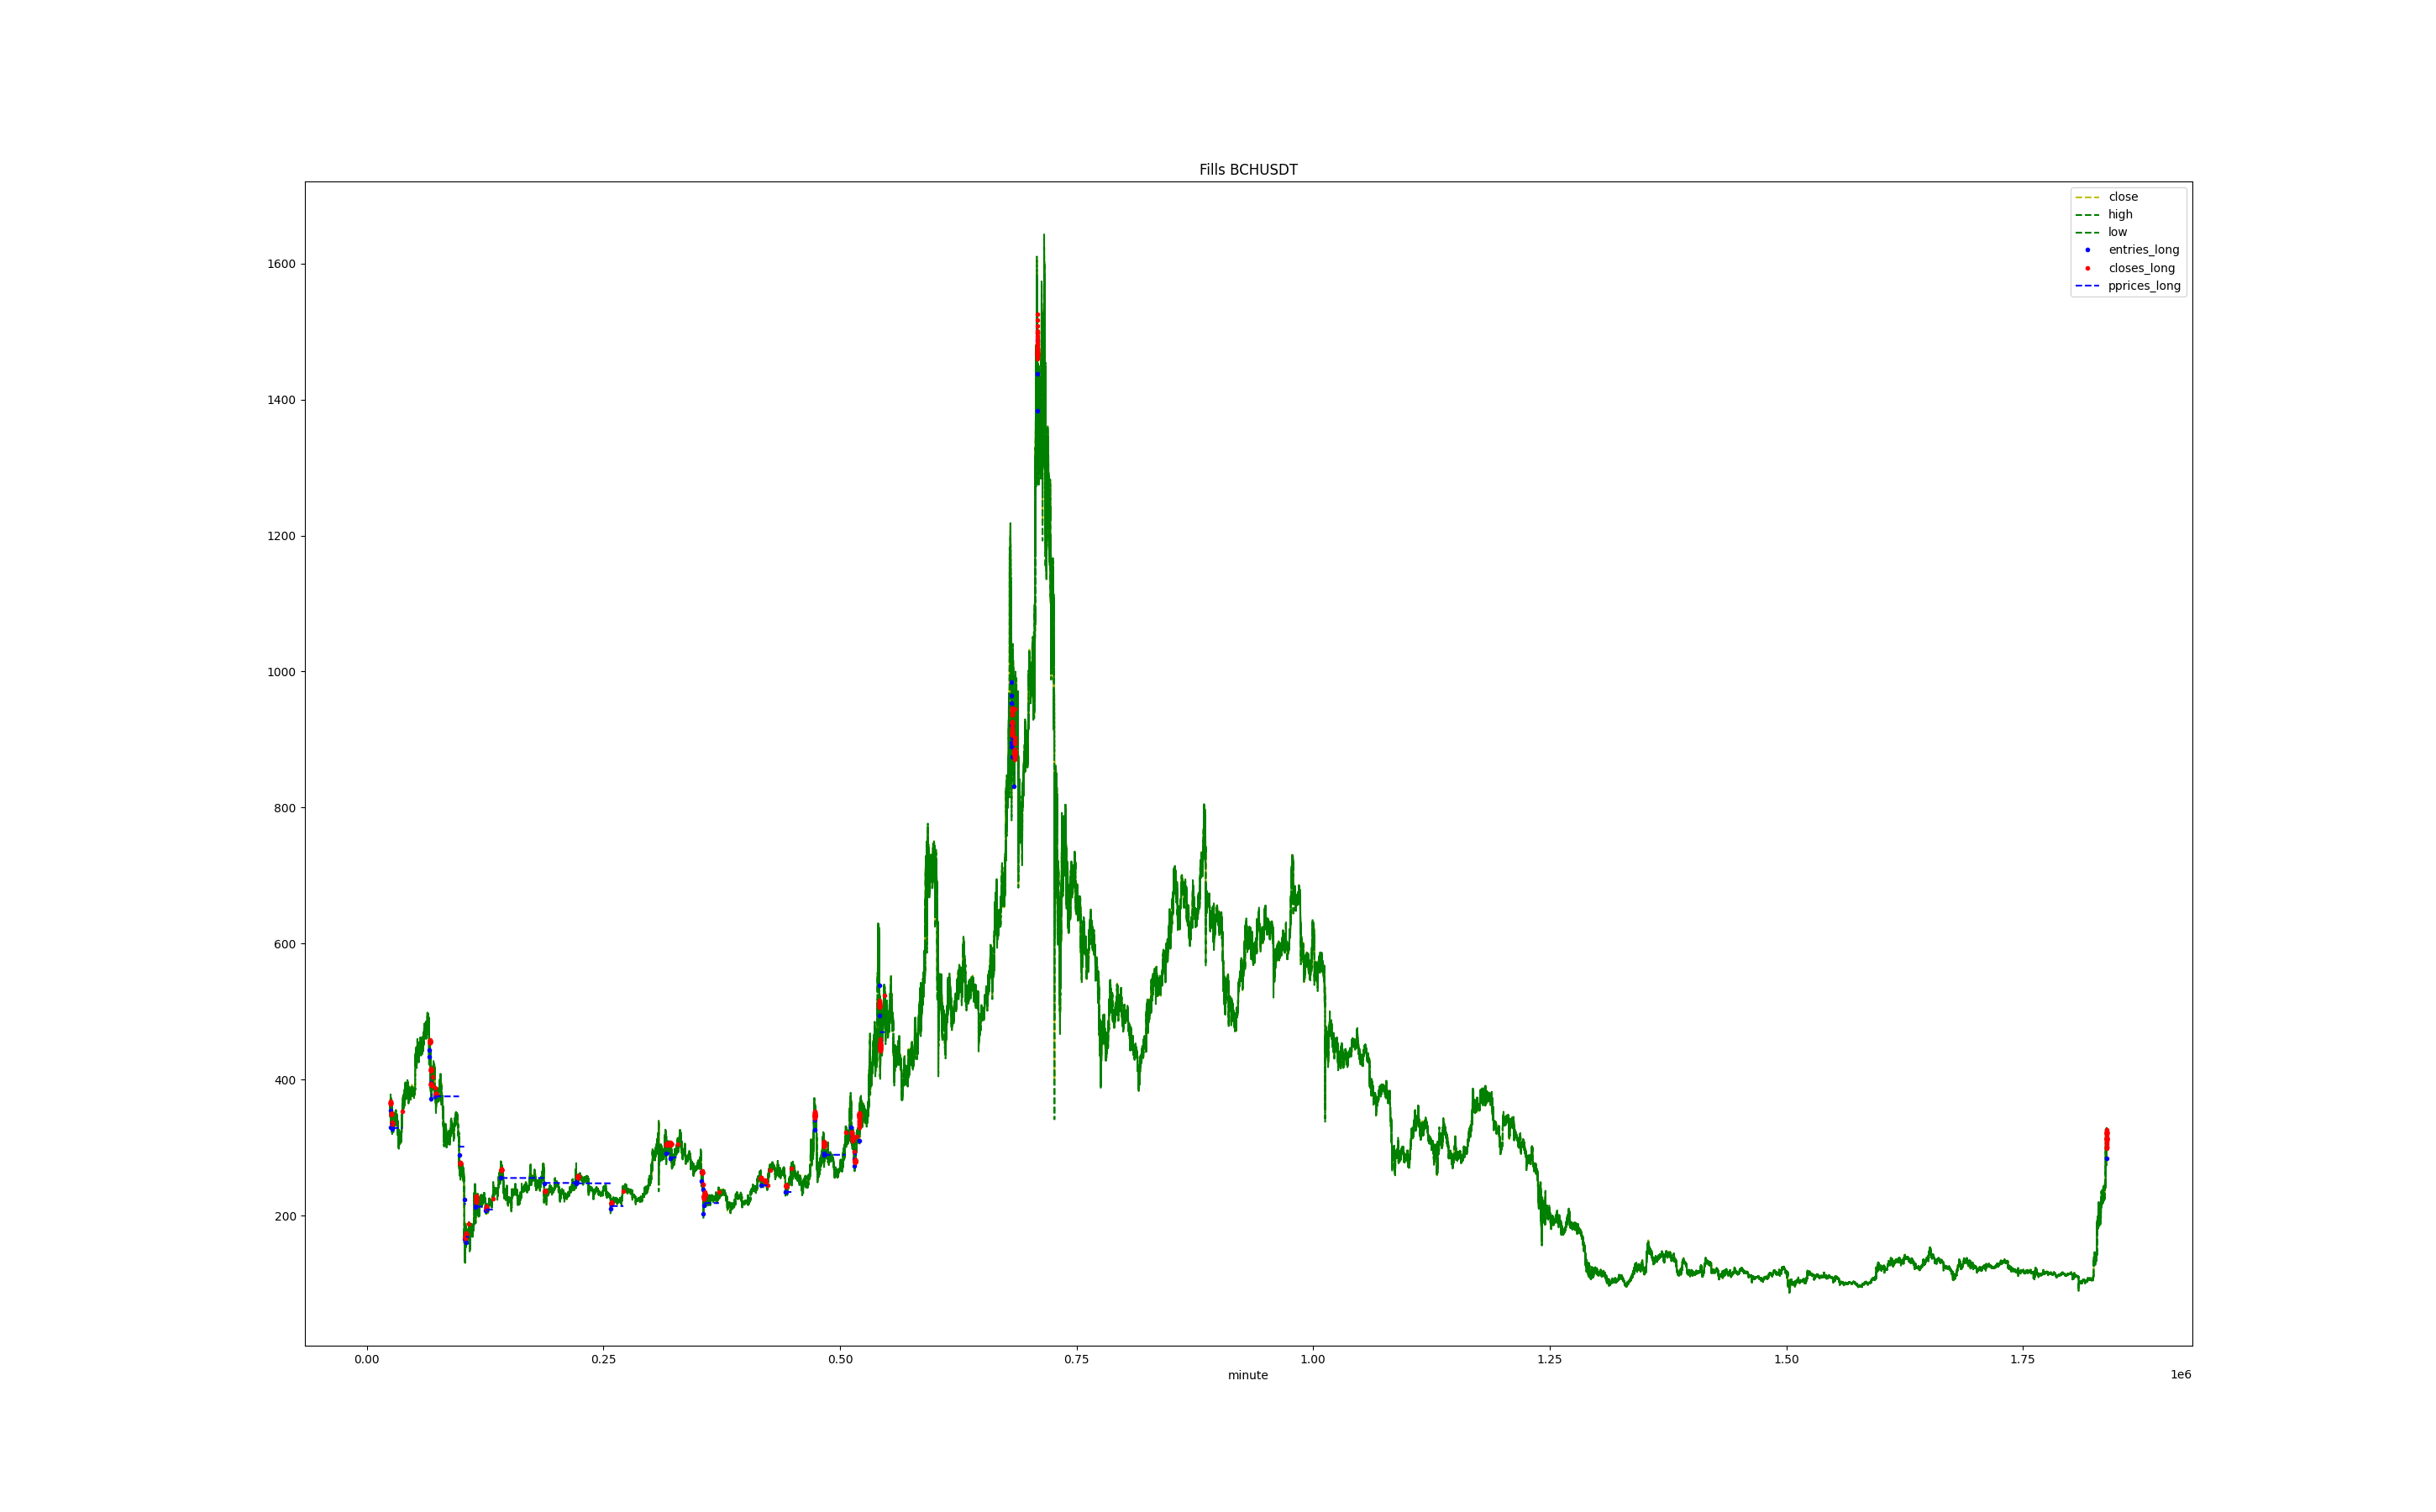 Fills BCHUSDT
close
high
low
entries_long
closes_long
pprices_long
1600
1400
1200
1000
800
600
400
200
0.00 0.25 0.50 0.75 1.00 1.25 1.50 1.75
minute 1e6